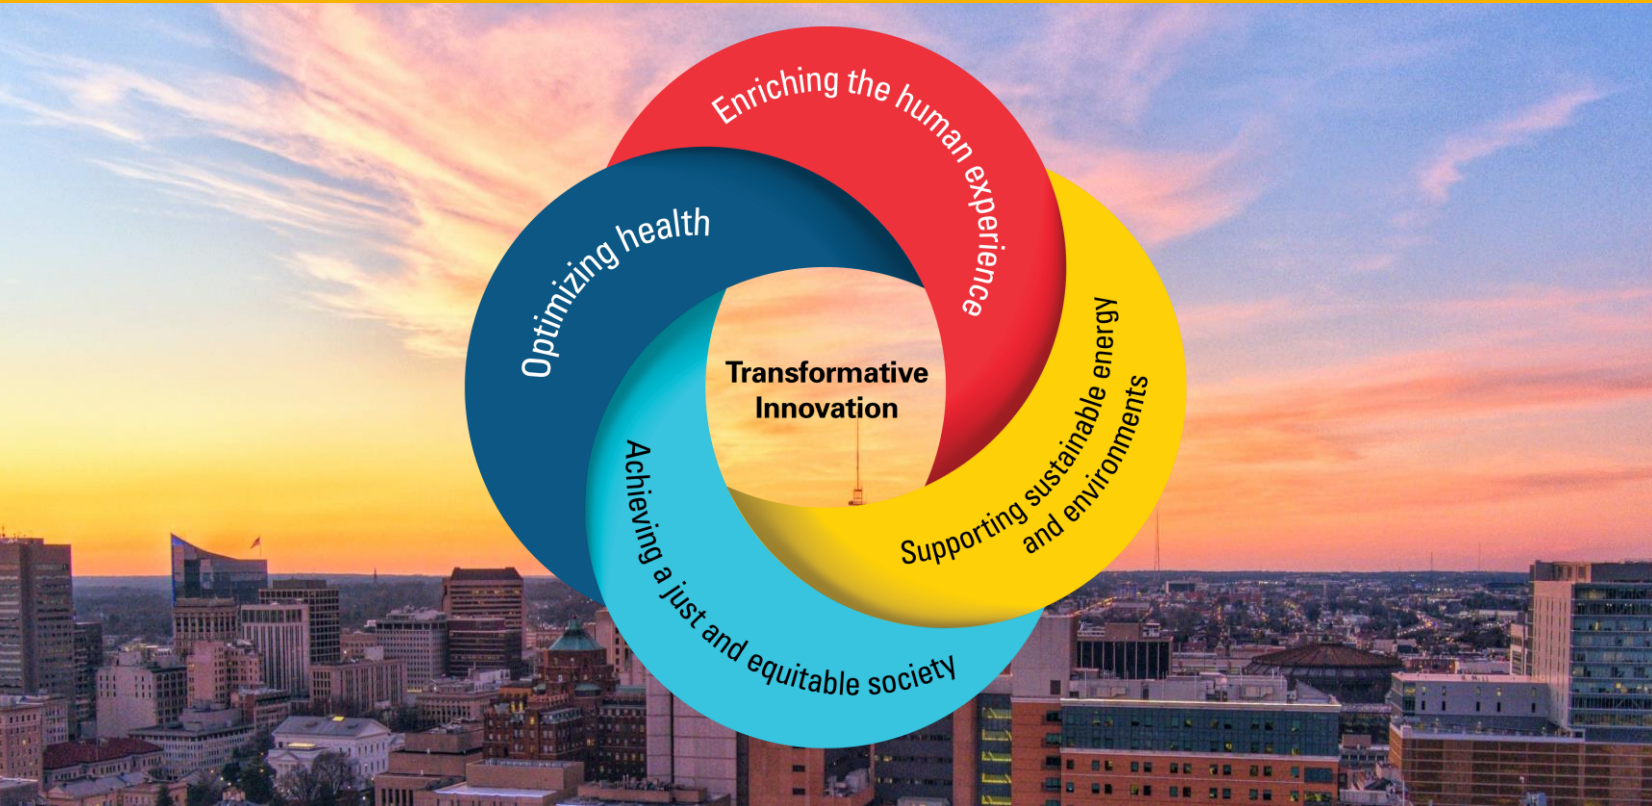 Enriching the human experience
Optimizing health
Transformative
Innovation
Supporting sustainable energy
and environments
Achieving a just and equitable society